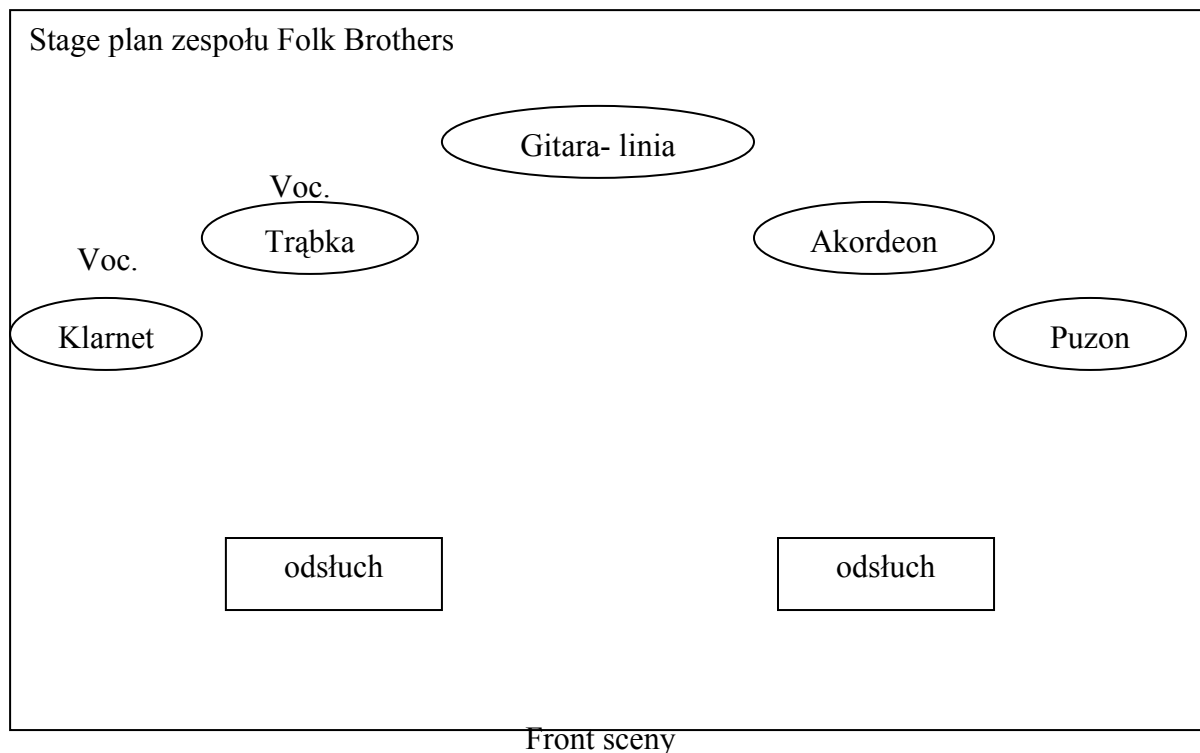 Stage plan zespołu Folk Brothers
Gitara- linia
Voc.
Trąbka
Akordeon
Voc.
Klarnet
Puzon
odsłuch
odsłuch
Front sceny